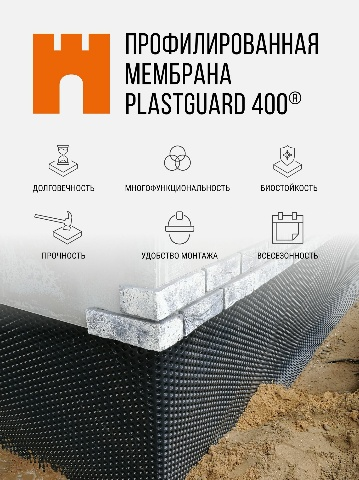 ПРОФИЛИРОВАННАЯ
МЕМБРАНА
PLASTGUARD 400®
ДОЛГОВЕЧНОСТЬ
МНОГОФУНКЦИОНАЛЬНОСТЬ
БИОСТОЙКОСТЬ
ПРОЧНОСТЬ
УДОБСТВО МОНТАЖА
ВСЕСЕЗОННОСТЬ